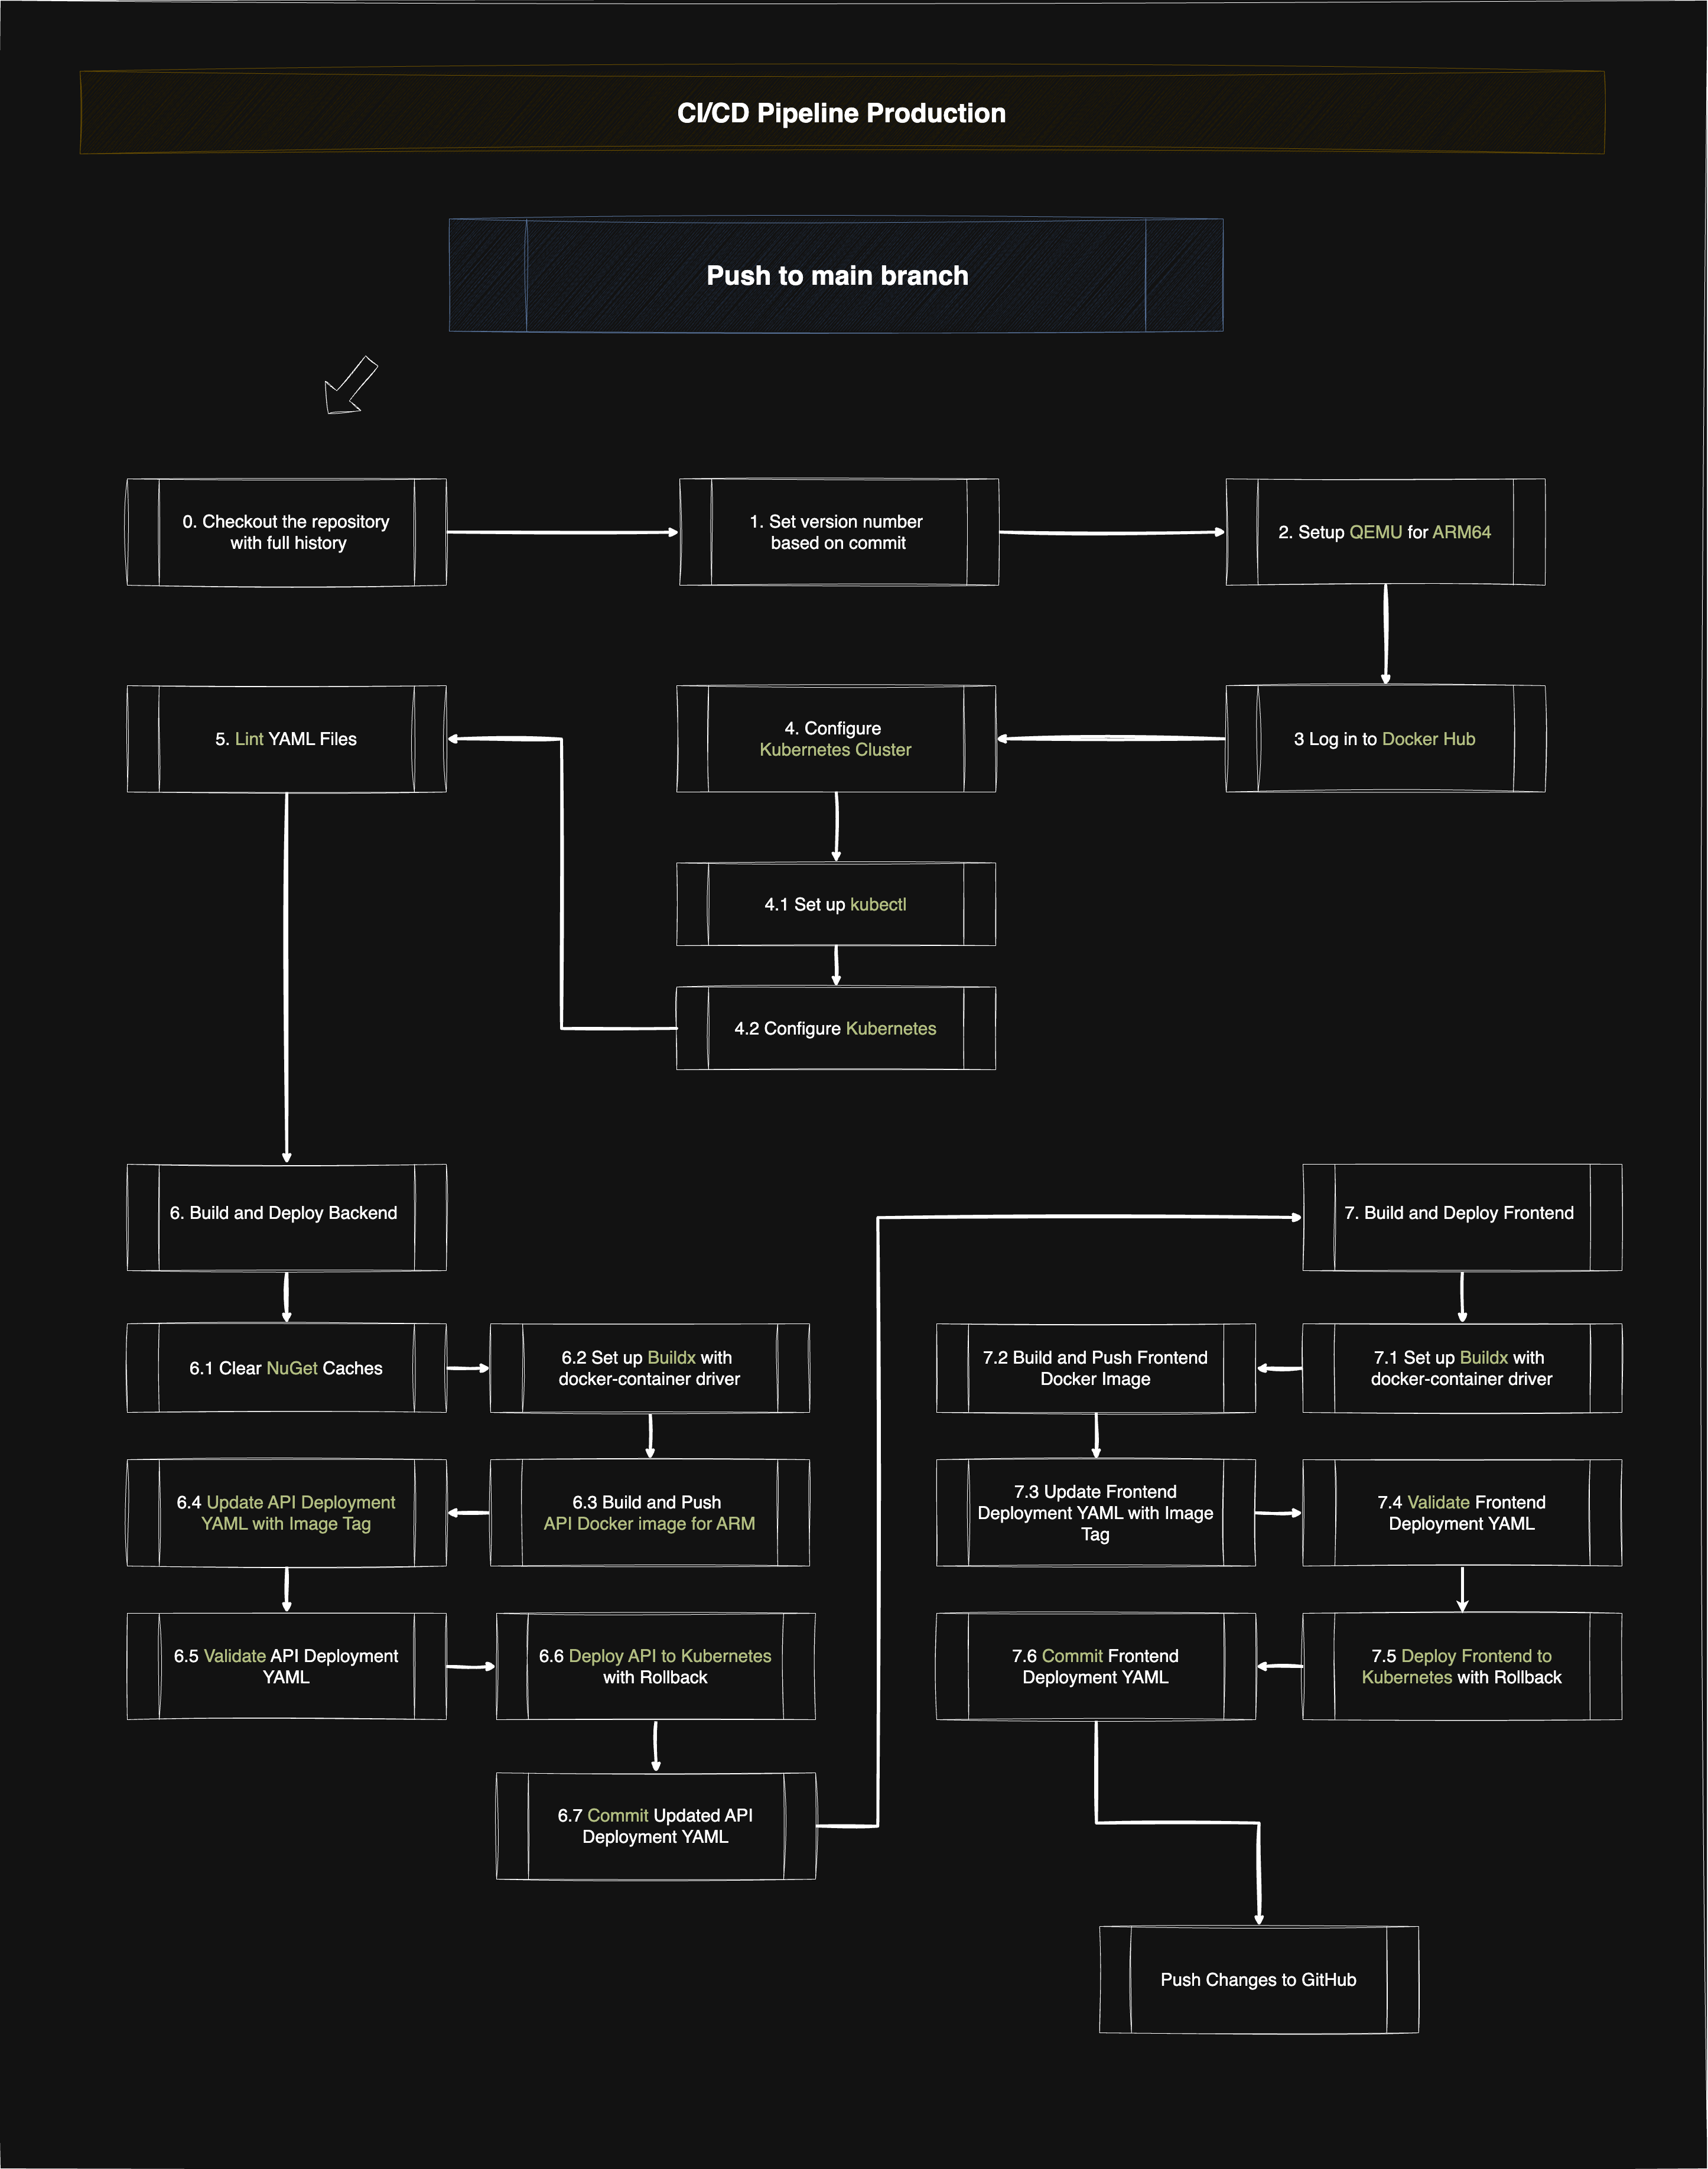 CI/CD Pipeline Production
Push to main branch
0. Checkout the repository
with full history
1. Set version number
based on commit
2. Setup QEMU for ARM64
3 Log in to Docker Hub
4. Configure
Kubernetes Cluster
4.1 Set up kubectl
4.2 Configure Kubernetes
5. Lint YAML Files
6. Build and Deploy Backend
6.1 Clear NuGet Caches
6.2 Set up Buildx with
docker-container driver
6.3 Build and Push
API Docker image for ARM
6.4 Update API Deployment
YAML with Image Tag
6.5 Validate API Deployment
YAML
6.6 Deploy API to Kubernetes
with Rollback
6.7 Commit Updated API
Deployment YAML
7. Build and Deploy Frontend
7.1 Set up Buildx with
docker-container driver
7.2 Build and Push Frontend
Docker Image
7.3 Update Frontend
Deployment YAML with Image
Tag
7.4 Validate Frontend
Deployment YAML
7.5 Deploy Frontend to
Kubernetes with Rollback
7.6 Commit Frontend
Deployment YAML
Push Changes to GitHub